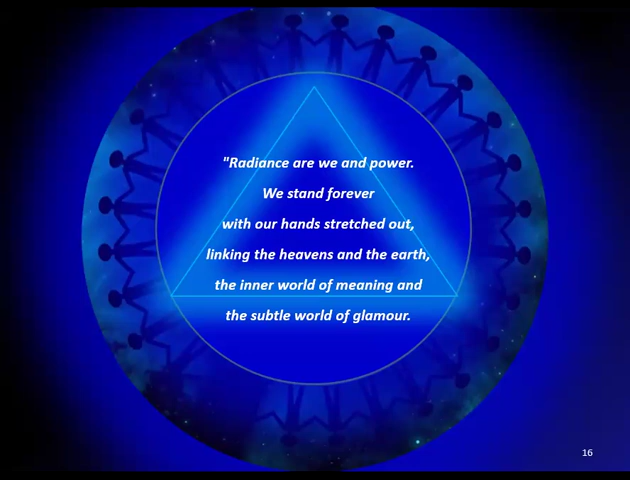 "Radiance are we and power.
We stand forever
with our hands stretched out,
linking the heavens and the earth,
the inner world of meaning and
the subtle world of glamour.
16